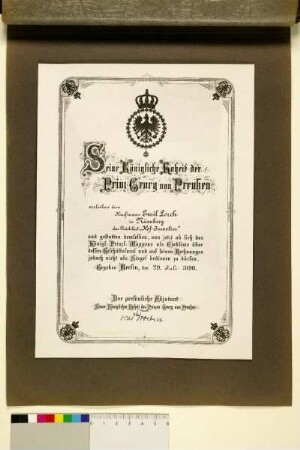 Seine Königliche Hoheit der
Prinz Georg von Preußen
verleihen dem
Kaufmann Emil Lorch
in Nürnberg
das Prädikat „Hof-Juwelier“
und gestatten demselben, von jetzt ab sich des
Königl. Prinzl. Wappens als Emblems über
dessen Geschäftslocal und auf seinen Rechnungen
jedoch nicht als Siegel bedienen zu dürfen.
Gegeben Berlin, den 29. Juli 1890.
Der persönliche Adjutant
Seiner Königlichen Hoheit des Prinzen Georg von Preußen